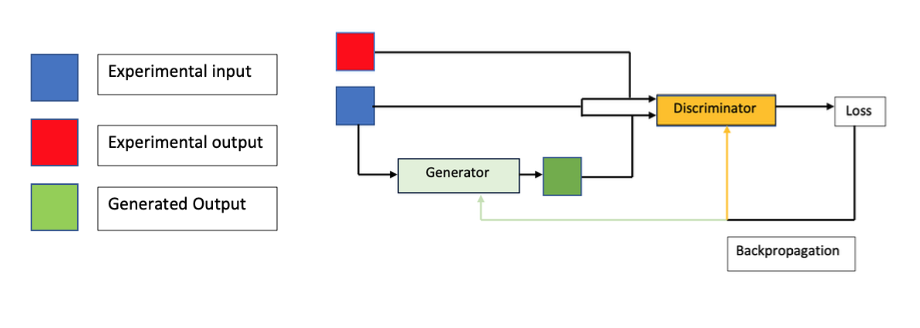 Experimental input
Experimental output
Generated Output
Discriminator
Loss
Generator
Backpropagation